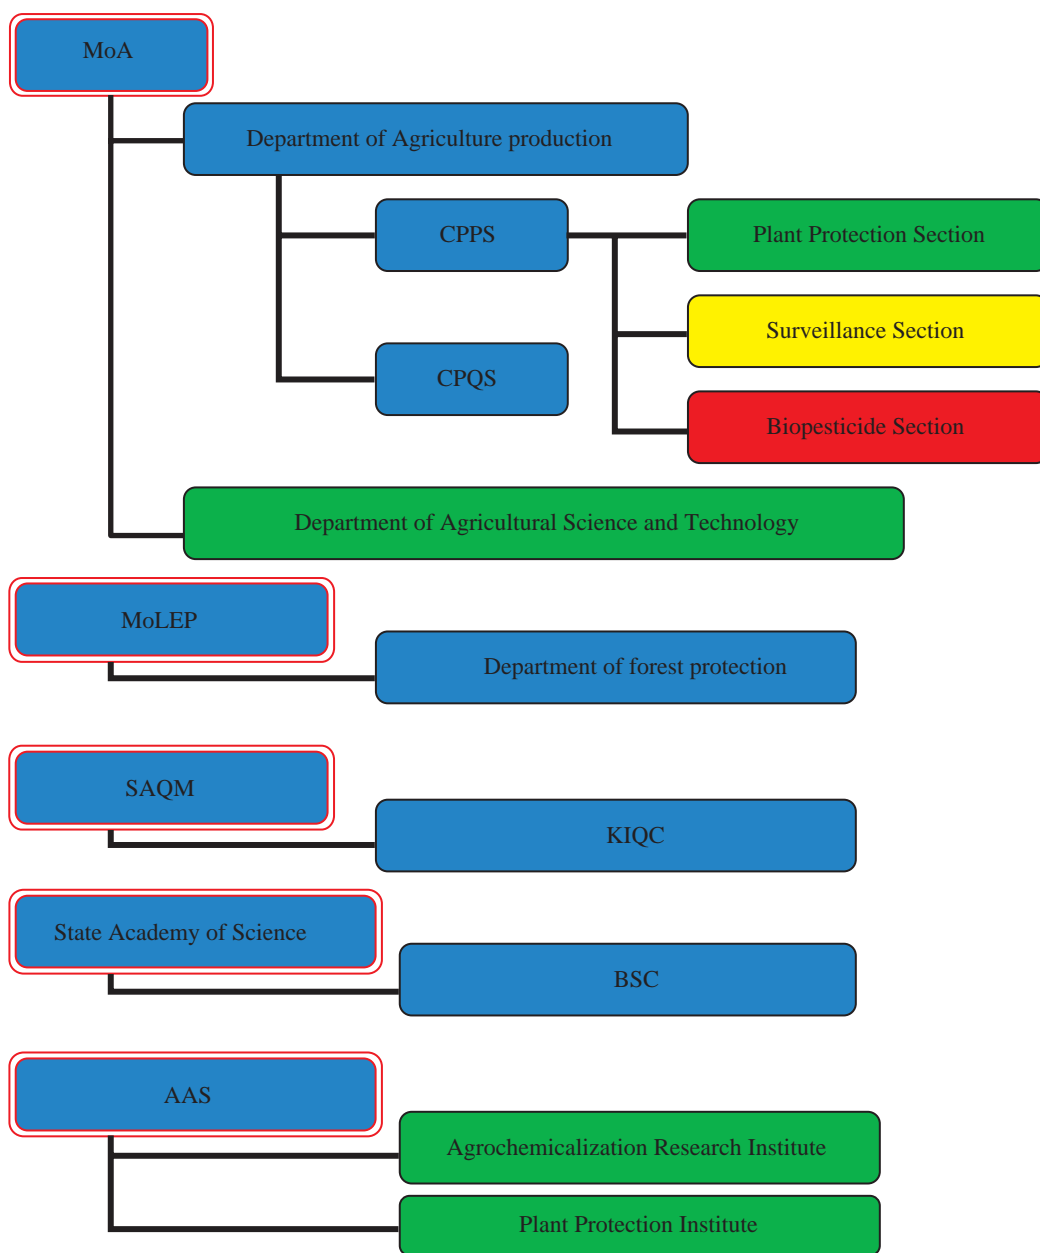 MoA
Department of Agriculture production
CPPS
Plant Protection Section
Surveillance Section
CPQS
Biopesticide Section
Department of Agricultural Science and Technology
MoLEP
Department of forest protection
SAQM
KIQC
State Academy of Science
BSC
AAS
Agrochemicalization Research Institute
Plant Protection Institute